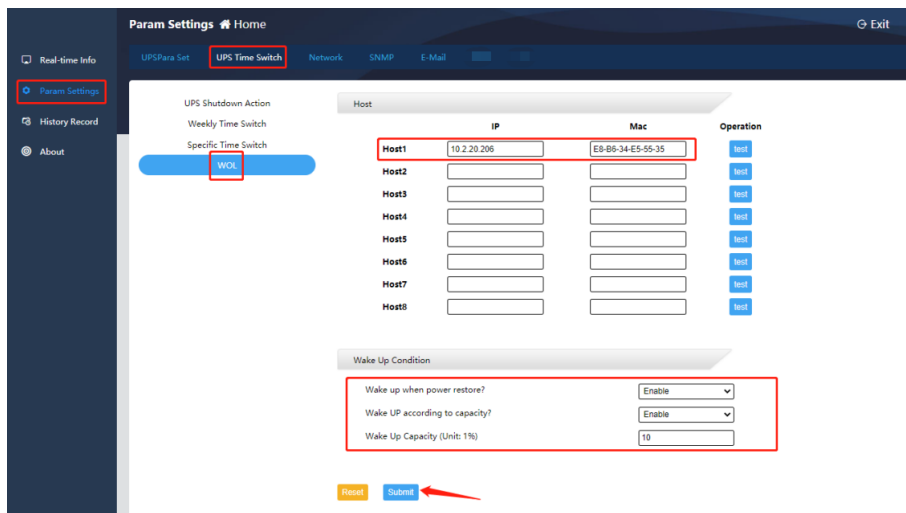 Param Settings Home Exit
Real-time Info
Param Settings
History Record
About
UPSPara Set UPS Time Switch Network SNMP E-Mail
UPS Shutdown Action
Weekly Time Switch
Specific Time Switch
WOL
Host
IP Mac Operation
Host1 10.2.20.206 E8-B6-34-E5-55-35 test
Host2 test
Host3 test
Host4 test
Host5 test
Host6 test
Host7 test
Host8 test
Wake Up Condition
Wake up when power restore? Enable
Wake UP according to capacity? Enable
Wake Up Capacity (Unit: 1%) 10
Reset Submit